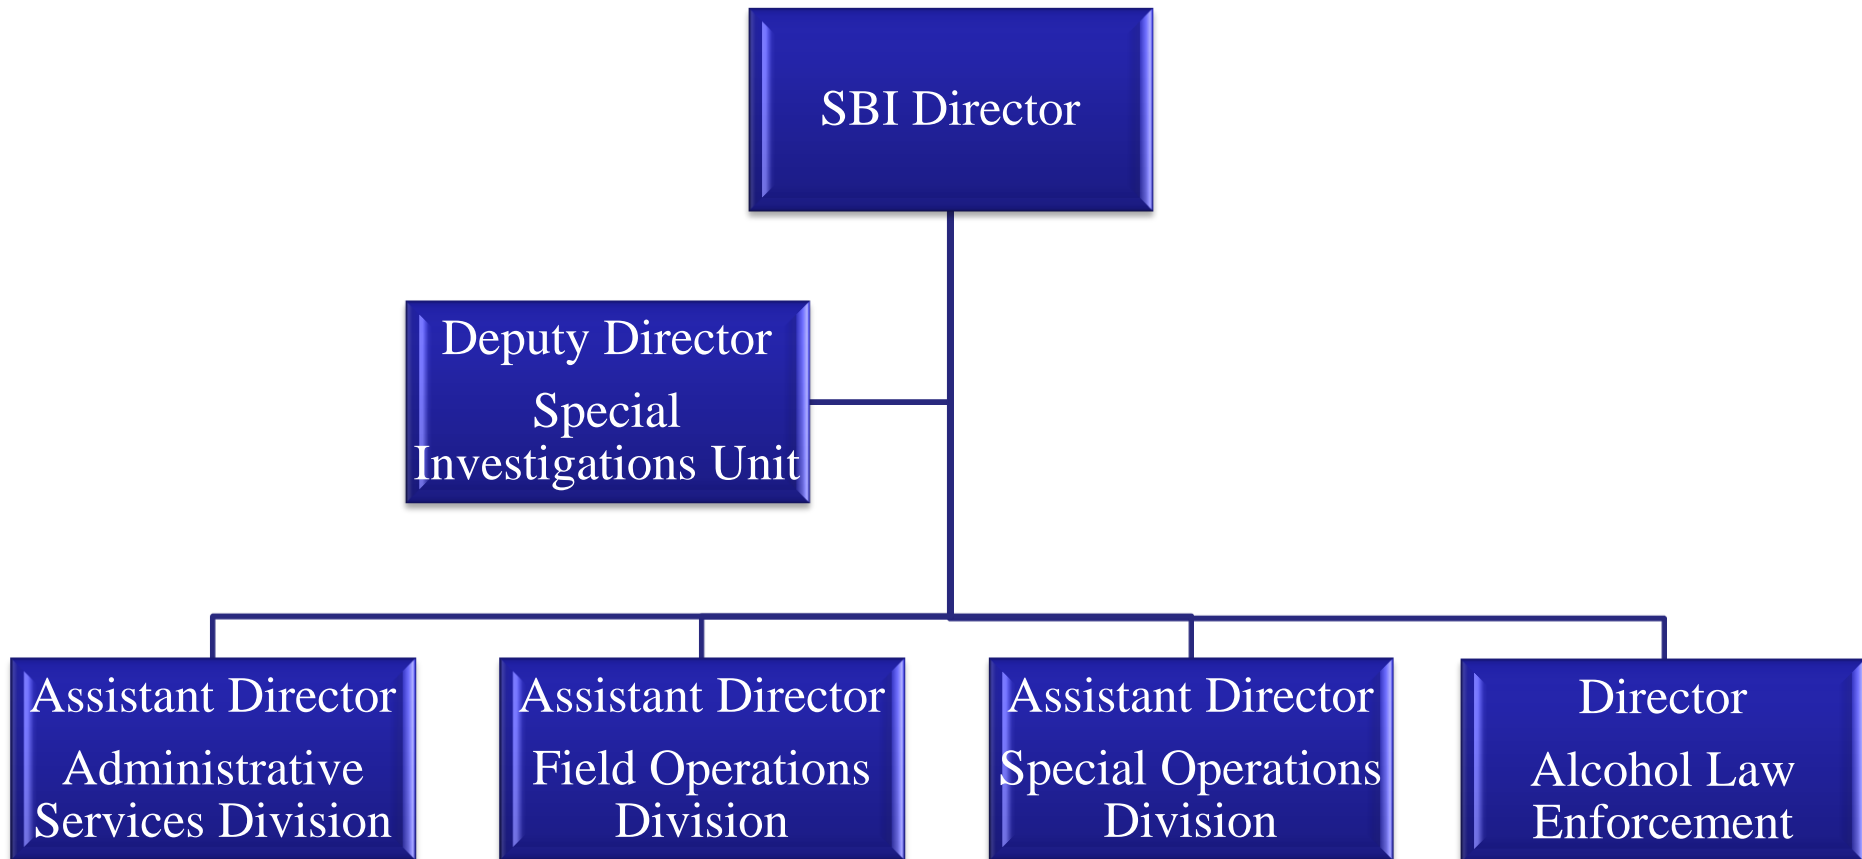 SBI Director
Deputy Director
Special
Investigations Unit
Assistant Director
Administrative
Services Division
Assistant Director
Field Operations
Division
Assistant Director
Special Operations
Division
Director
Alcohol Law
Enforcement